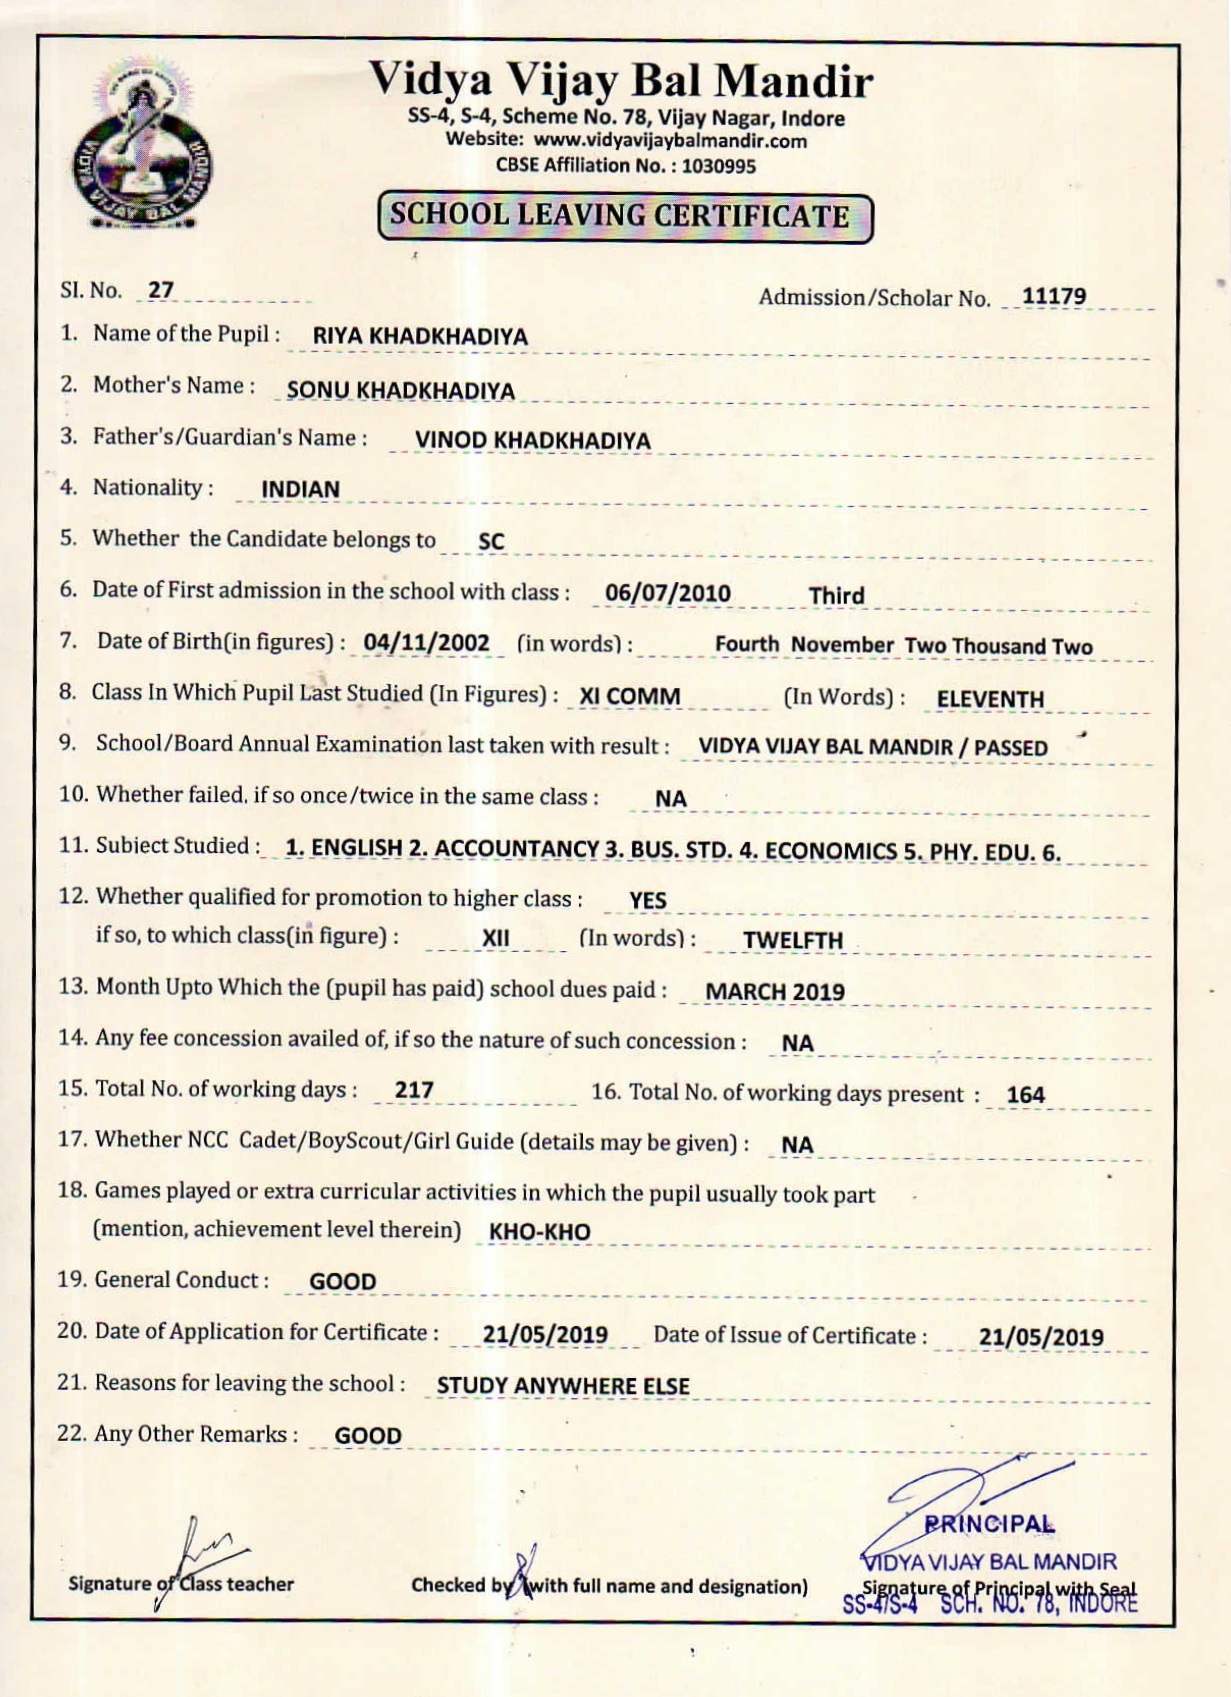 Vidya Vijay Bal Mandir
SS-4, S-4, Scheme No. 78, Vijay Nagar, Indore
Website: www.vidyavijaybalmandir.com
CBSE Affiliation No. : 1030995
VIDYA VIJAY BAL MANDIR
SCHOOL LEAVING CERTIFICATE
SI. No. 27 Admission/Scholar No. 11179
1. Name of the Pupil : RIYA KHADKHADIYA
2. Mother's Name : SONU KHADKHADIYA
3. Father's/Guardian's Name : VINOD KHADKHADIYA
4. Nationality : INDIAN
5. Whether the Candidate belongs to SC
6. Date of First admission in the school with class : 06/07/2010 Third
7. Date of Birth(in figures) : 04/11/2002 (in words) : Fourth November Two Thousand Two
8. Class In Which Pupil Last Studied (In Figures) : XI COMM (In Words) : ELEVENTH
9. School/Board Annual Examination last taken with result : VIDYA VIJAY BAL MANDIR / PASSED
10. Whether failed, if so once/twice in the same class : NA
11. Subject Studied : 1. ENGLISH 2. ACCOUNTANCY 3. BUS. STD. 4. ECONOMICS 5. PHY. EDU. 6.
12. Whether qualified for promotion to higher class : YES
if so, to which class(in figure) : XII (In words) : TWELFTH
13. Month Upto Which the (pupil has paid) school dues paid : MARCH 2019
14. Any fee concession availed of, if so the nature of such concession : NA
15. Total No. of working days : 217 16. Total No. of working days present : 164
17. Whether NCC Cadet/BoyScout/Girl Guide (details may be given) : NA
18. Games played or extra curricular activities in which the pupil usually took part
(mention, achievement level therein) KHO-KHO
19. General Conduct : GOOD
20. Date of Application for Certificate : 21/05/2019 Date of Issue of Certificate : 21/05/2019
21. Reasons for leaving the school : STUDY ANYWHERE ELSE
22. Any Other Remarks : GOOD
PRINCIPAL
VIDYA VIJAY BAL MANDIR
Signature of Class teacher Checked by (with full name and designation) Signature of Principal with Seal
SS-4/S-4 SCH. NO. 78, INDORE